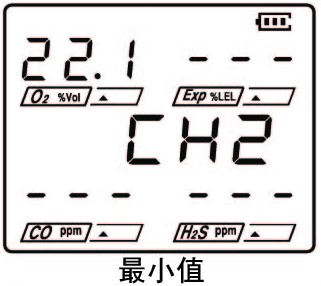 22.1 - - -
O₂ %Vol ▲ Exp %LEL ▲
CH2
- - - - - -
CO ppm ▲ H₂S ppm ▲
最小值